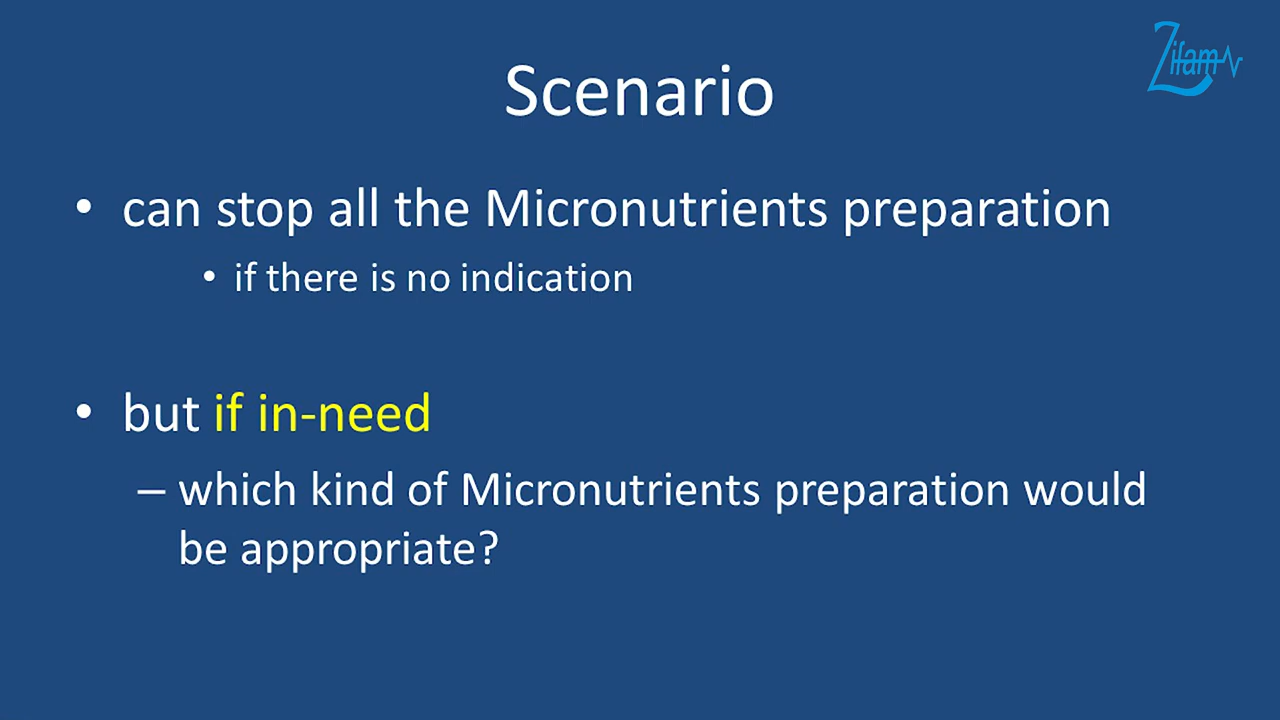 Zifam
Scenario
• can stop all the Micronutrients preparation
• if there is no indication
• but if in-need
– which kind of Micronutrients preparation would
be appropriate?